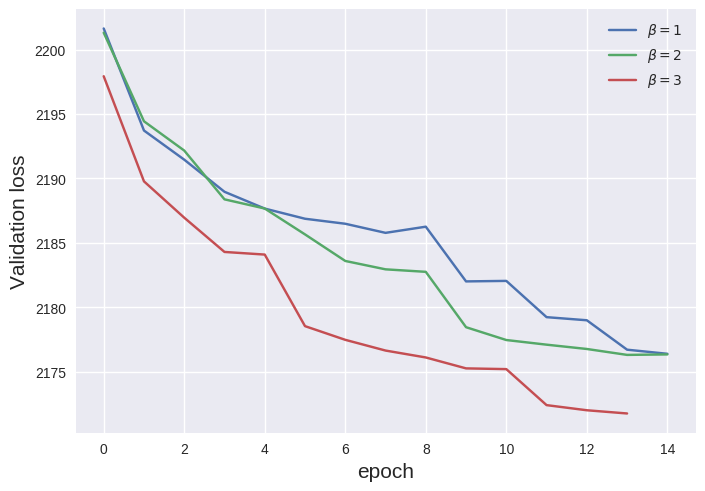 β = 1
β = 2
β = 3
Validation loss
2200
2195
2190
2185
2180
2175
0 2 4 6 8 10 12 14
epoch